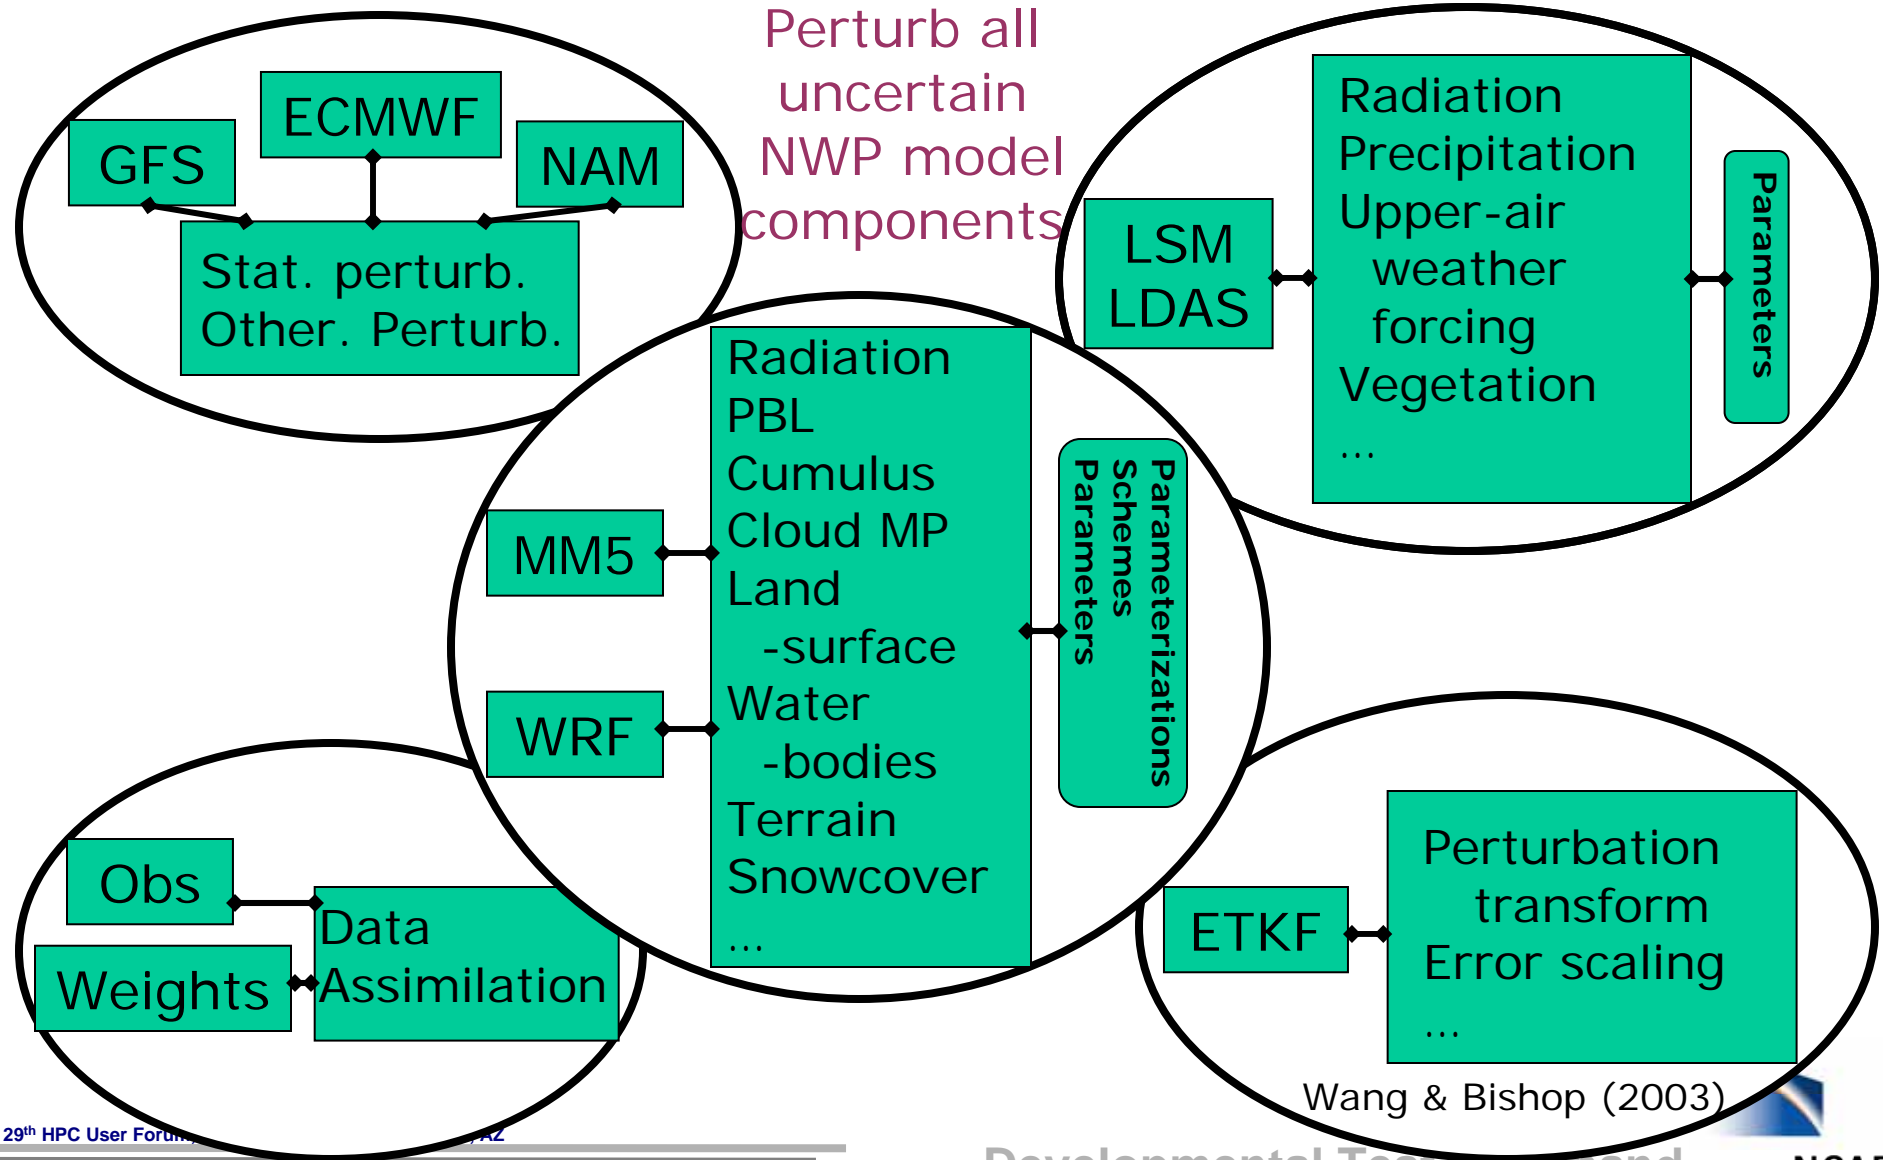 Perturb all
uncertain
NWP model
components
ECMWF
GFS
NAM
Stat. perturb.
Other. Perturb.
LSM
LDAS
Radiation
Precipitation
Upper-air
weather
forcing
Vegetation
...
Parameters
MM5
WRF
Radiation
PBL
Cumulus
Cloud MP
Land
-surface
Water
-bodies
Terrain
Snowcover
...
Parameterizations
Schemes
Parameters
Obs
Weights
Data
Assimilation
ETKF
Perturbation
transform
Error scaling
...
Wang & Bishop (2003)
29th HPC User Forum, AZ
Developmental